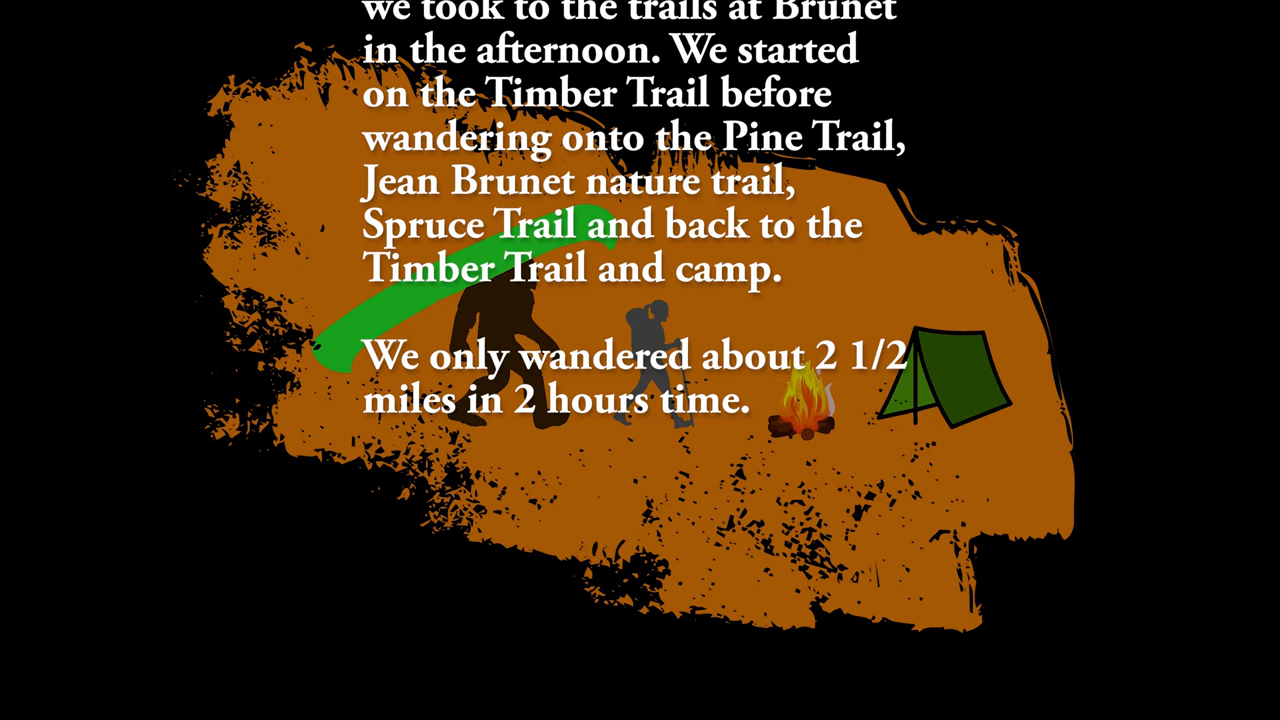 we took to the trails at Brunet
in the afternoon. We started
on the Timber Trail before
wandering onto the Pine Trail,
Jean Brunet nature trail,
Spruce Trail and back to the
Timber Trail and camp.
We only wandered about 2 1/2
miles in 2 hours time.